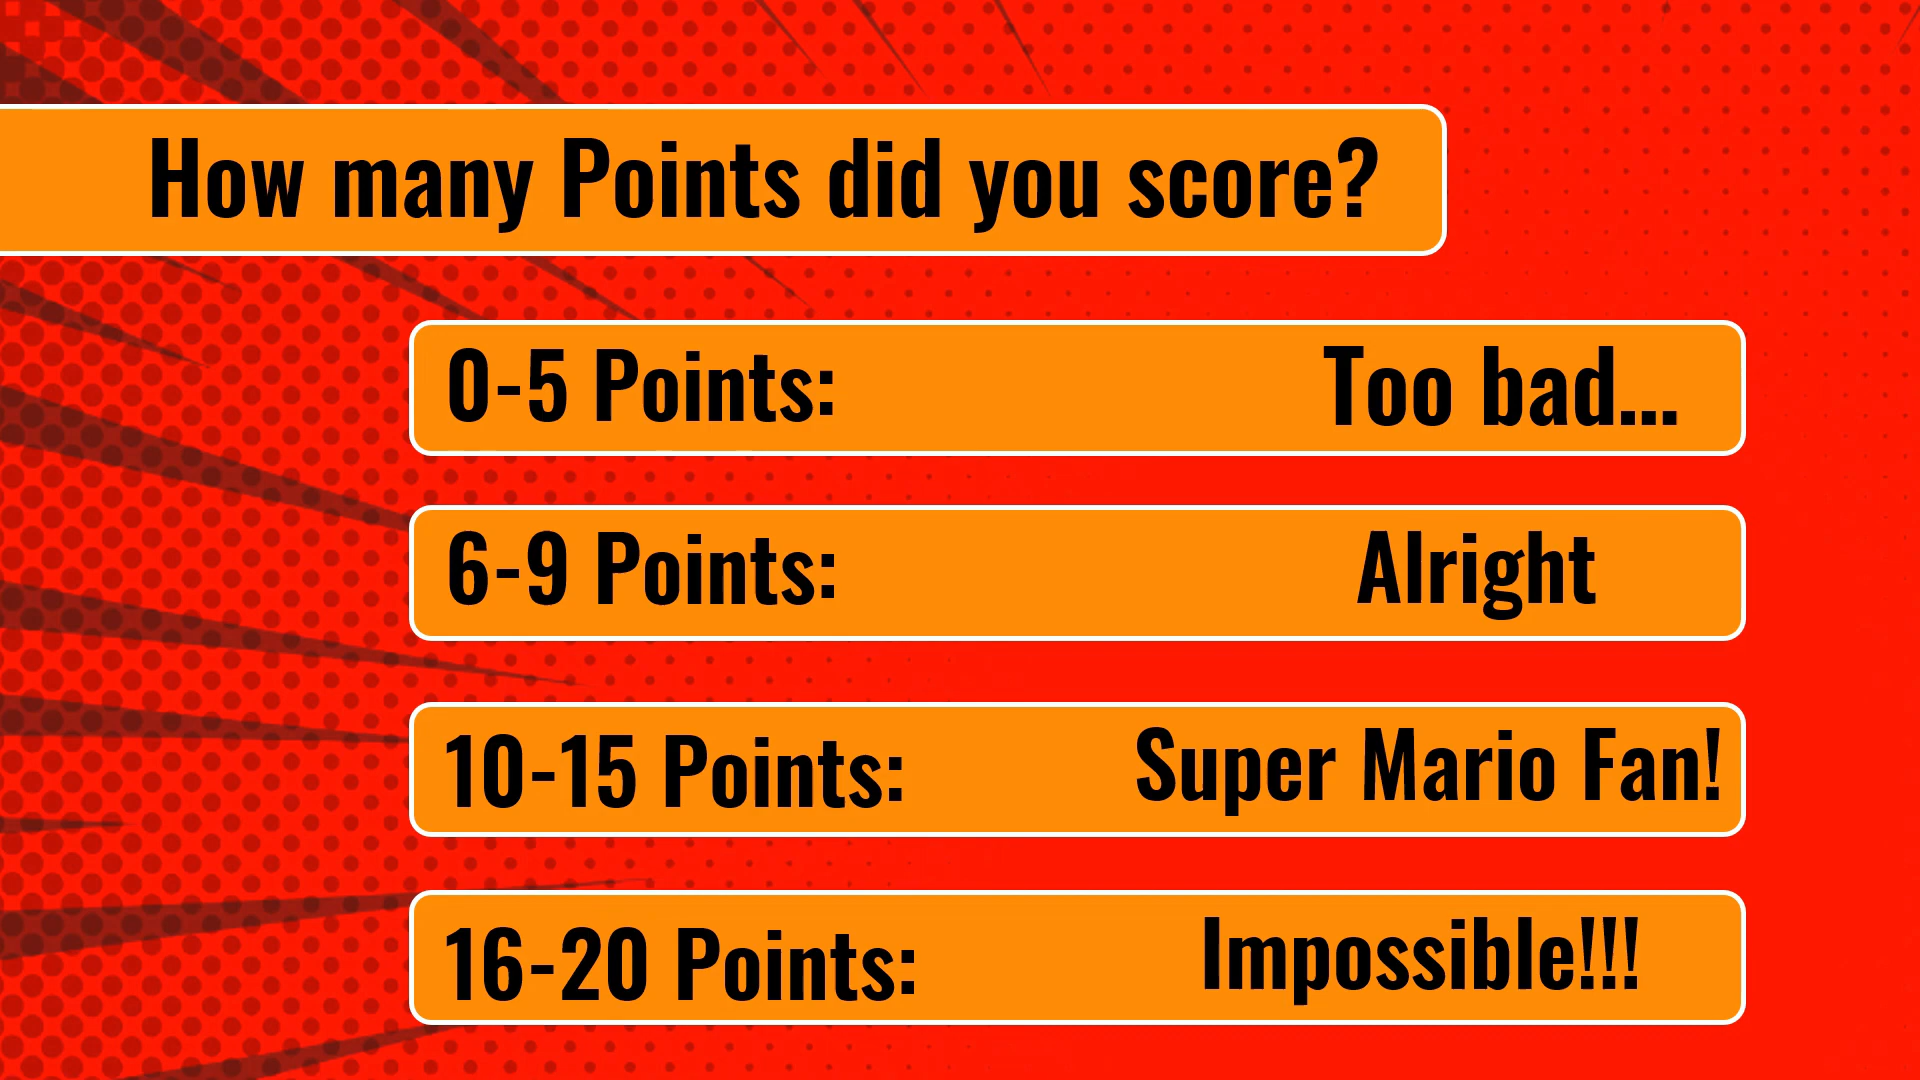 How many Points did you score?
0-5 Points: Too bad...
6-9 Points: Alright
10-15 Points: Super Mario Fan!
16-20 Points: Impossible!!!